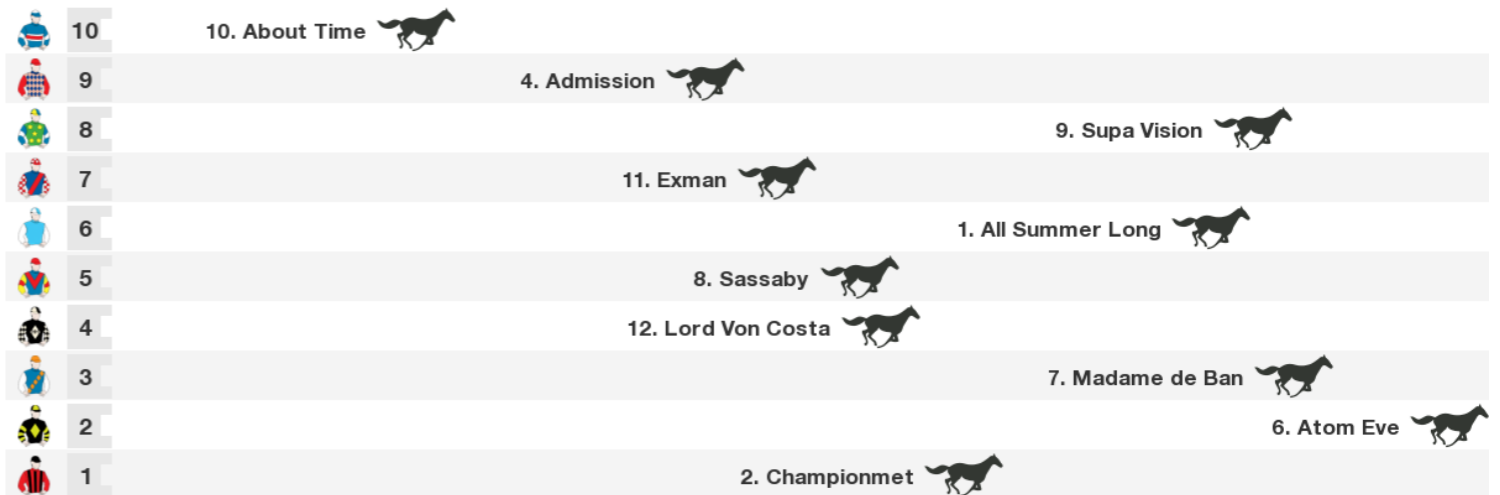 10 10. About Time
9 4. Admission
8 9. Supa Vision
7 11. Exman
6 1. All Summer Long
5 8. Sassaby
4 12. Lord Von Costa
3 7. Madame de Ban
2 6. Atom Eve
1 2. Championmet